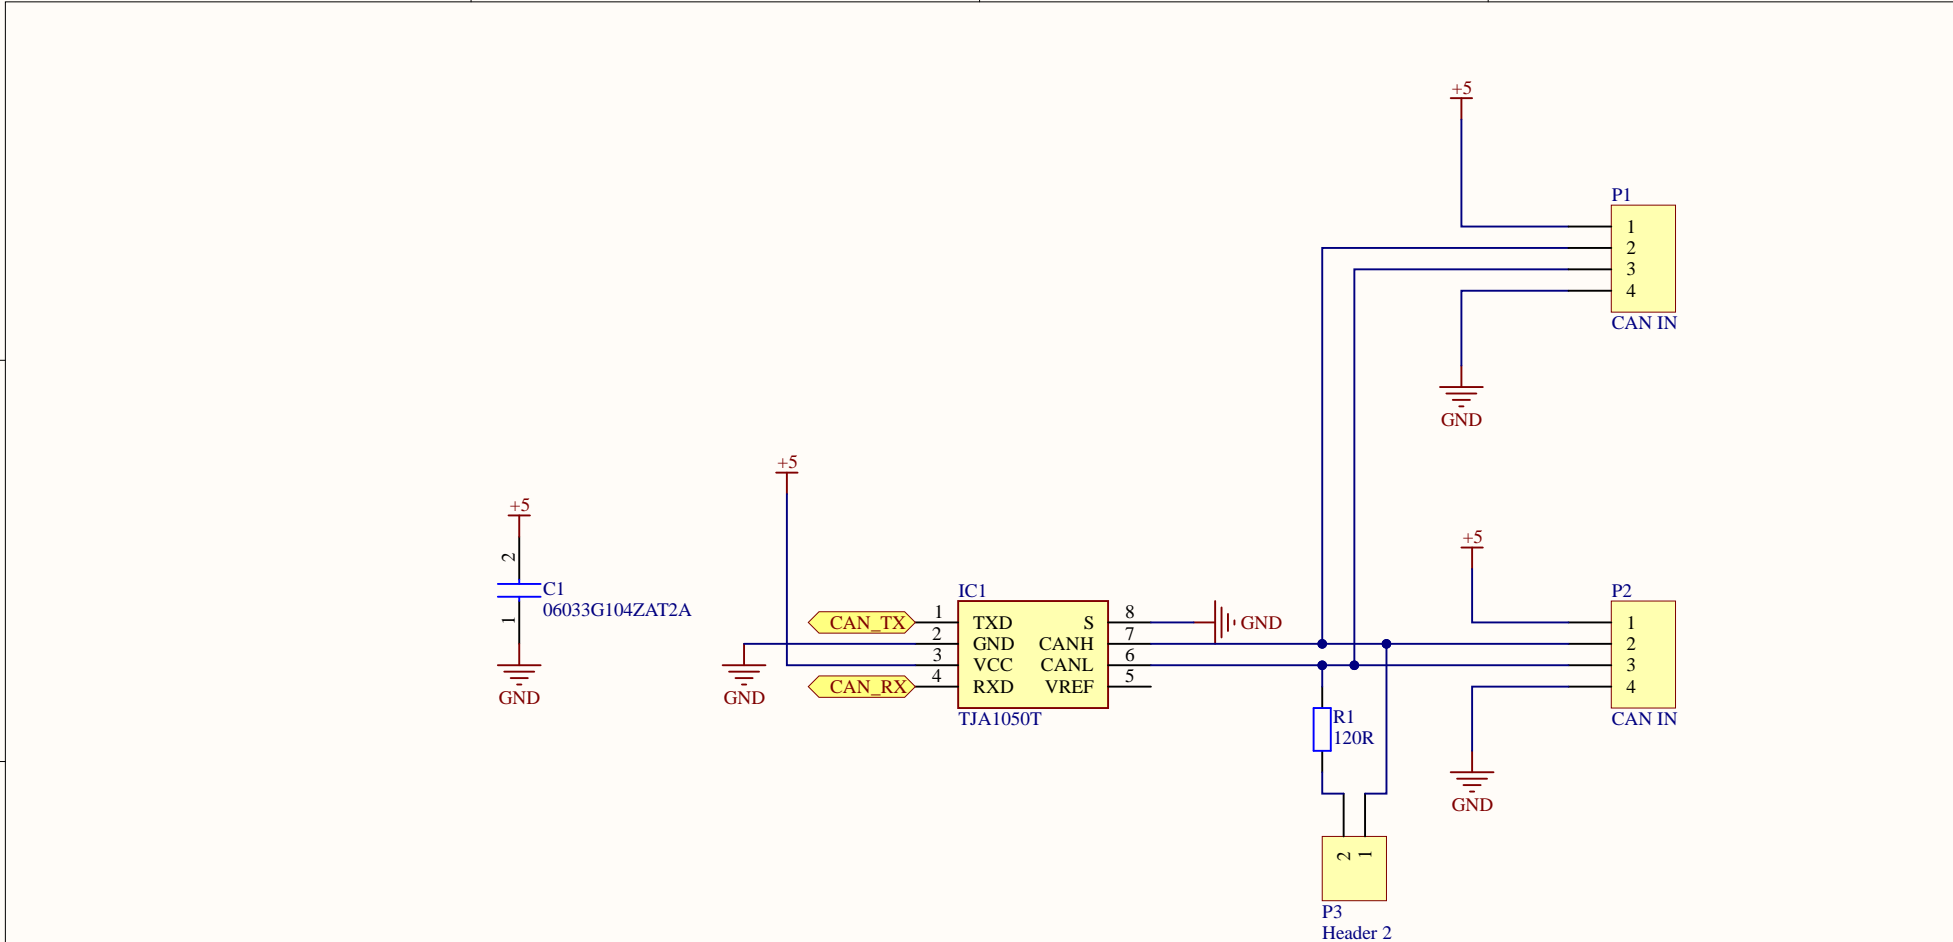 +5
P1
1
2
3
4
CAN IN
GND
+5
+5
2
C1
06033G104ZAT2A
1
GND
GND
IC1
CAN_TX 1 TXD S 8 GND
2 GND CANH 7
3 VCC CANL 6
CAN_RX 4 RXD VREF 5
TJA1050T
+5
P2
1
2
3
4
CAN IN
GND
R1
120R
2 1
P3
Header 2